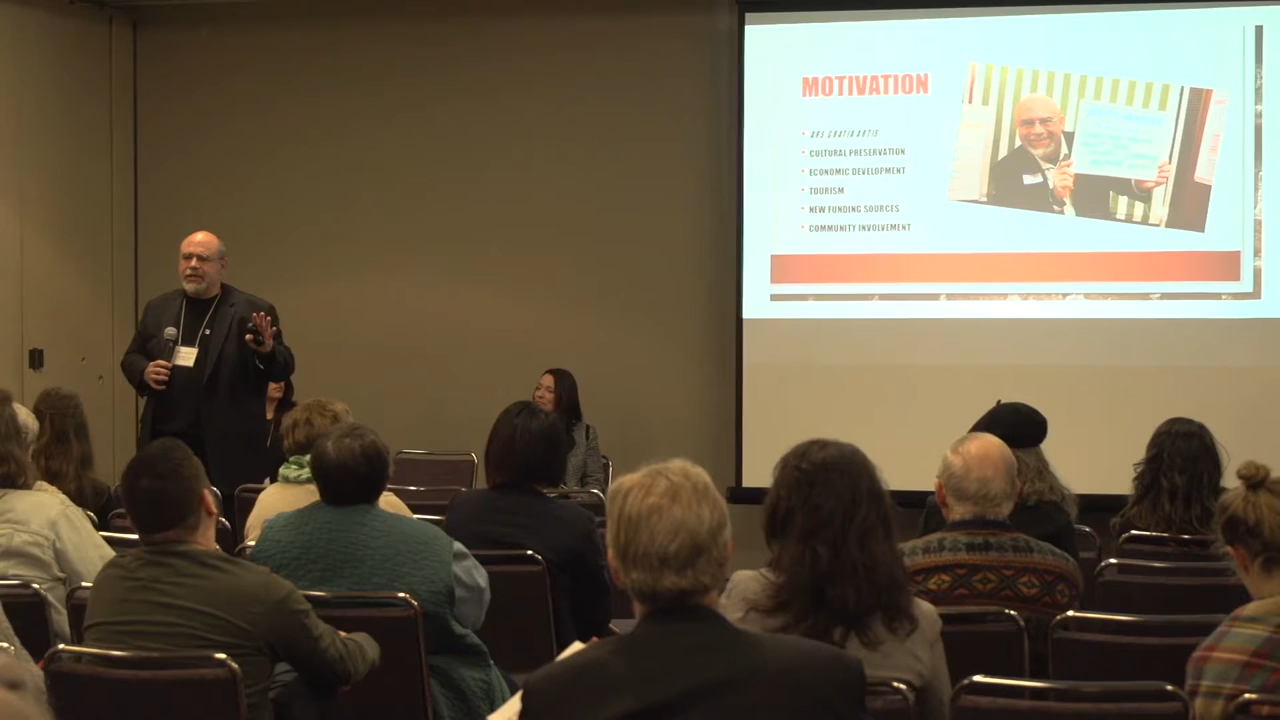 MOTIVATION
ARS GRATIA ARTIS
CULTURAL PRESERVATION
ECONOMIC DEVELOPMENT
TOURISM
NEW FUNDING SOURCES
COMMUNITY INVOLVEMENT